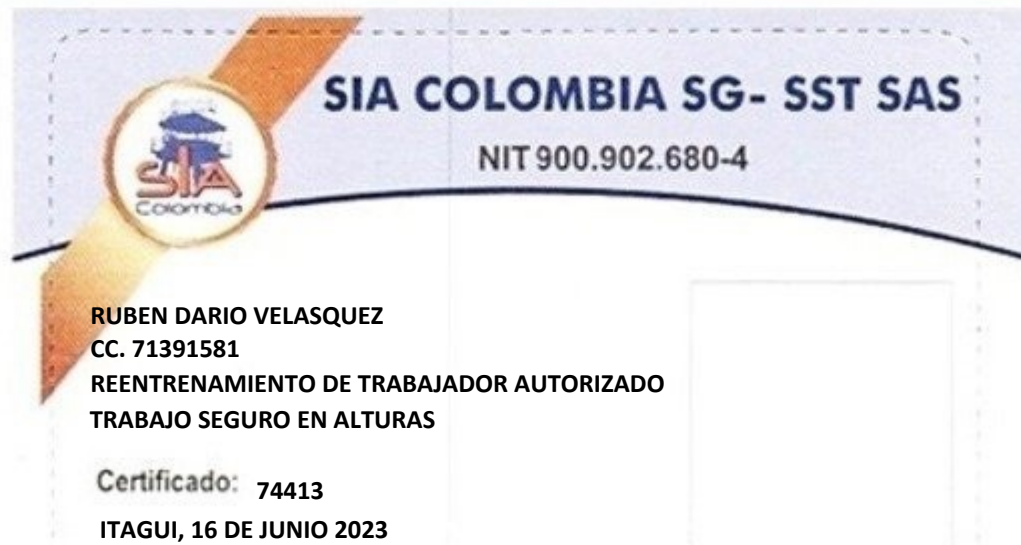 SIA COLOMBIA SG- SST SAS
NIT 900.902.680-4
SIA
Colombia
RUBEN DARIO VELASQUEZ
CC. 71391581
REENTRENAMIENTO DE TRABAJADOR AUTORIZADO
TRABAJO SEGURO EN ALTURAS
Certificado: 74413
ITAGUI, 16 DE JUNIO 2023